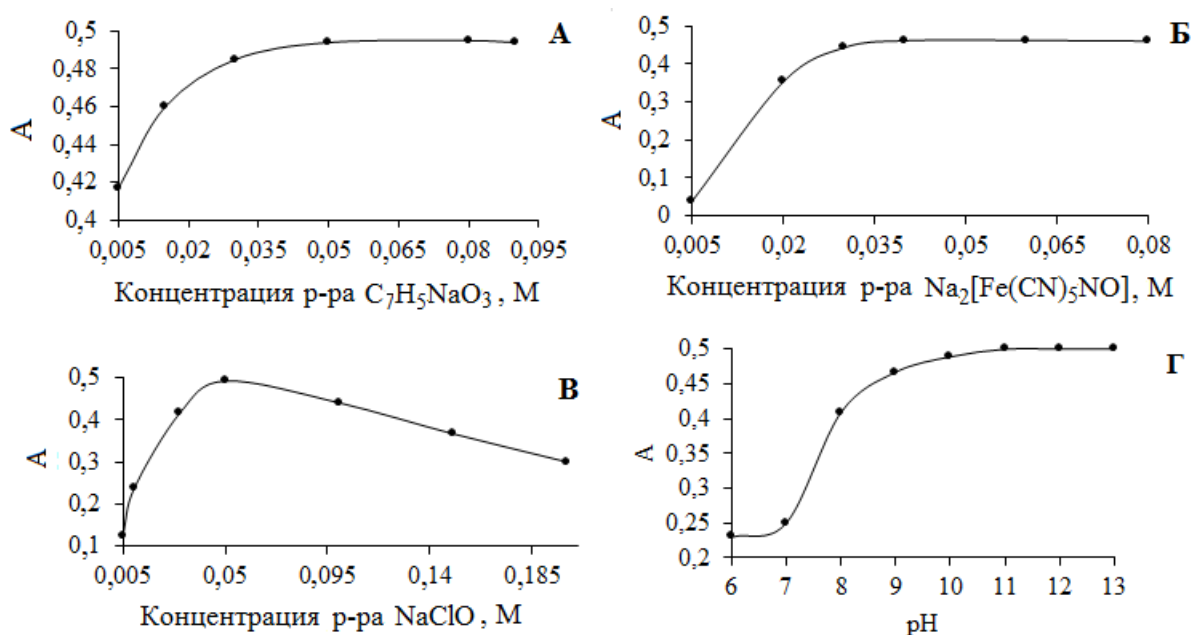 А
0,5
0,48
0,46
0,44
0,42
0,4
А
0,005 0,02 0,035 0,05 0,065 0,08 0,095
Концентрация р-ра C₇H₅NaO₃ , М
Б
0,5
0,4
0,3
0,2
0,1
0
А
0,005 0,02 0,035 0,05 0,065 0,08
Концентрация р-ра Na₂[Fe(CN)₅NO], М
В
0,5
0,4
0,3
0,2
0,1
А
0,005 0,05 0,095 0,14 0,185
Концентрация р-ра NaClO , М
Г
0,5
0,45
0,4
0,35
0,3
0,25
0,2
А
6 7 8 9 10 11 12 13
pH